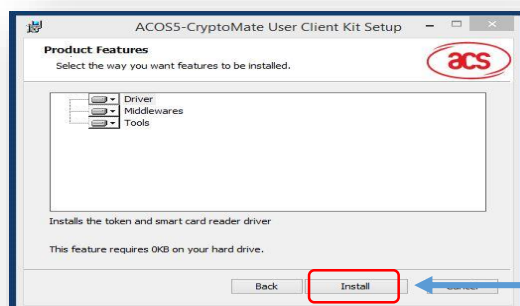 ACOS5-CryptoMate User Client Kit Setup
Product Features
Select the way you want features to be installed.
acs
Driver
Middlewares
Tools
Installs the token and smart card reader driver
This feature requires 0KB on your hard drive.
Back
Install